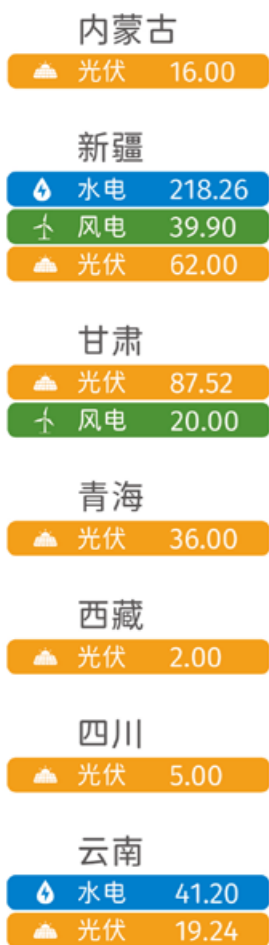 内蒙古
光伏 16.00
新疆
水电 218.26
风电 39.90
光伏 62.00
甘肃
光伏 87.52
风电 20.00
青海
光伏 36.00
西藏
光伏 2.00
四川
光伏 5.00
云南
水电 41.20
光伏 19.24